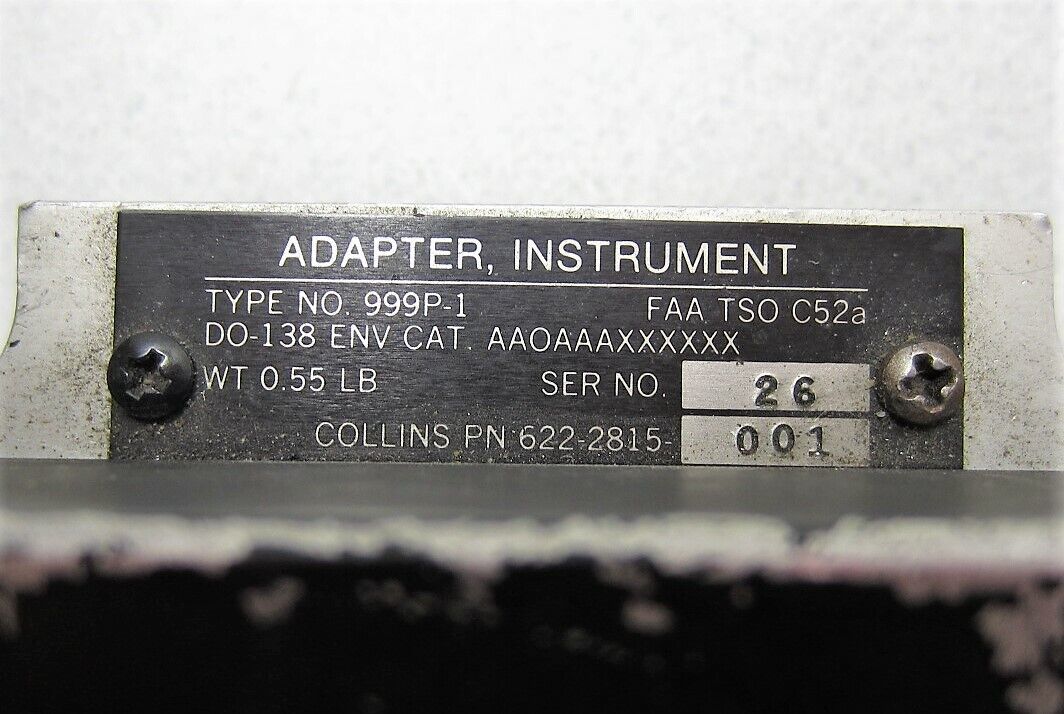 ADAPTER, INSTRUMENT
TYPE NO. 999P-1 FAA TSO C52a
DO-138 ENV CAT. AAOAAAXXXXXX
WT 0.55 LB SER NO. 26
COLLINS PN 622-2815- 001